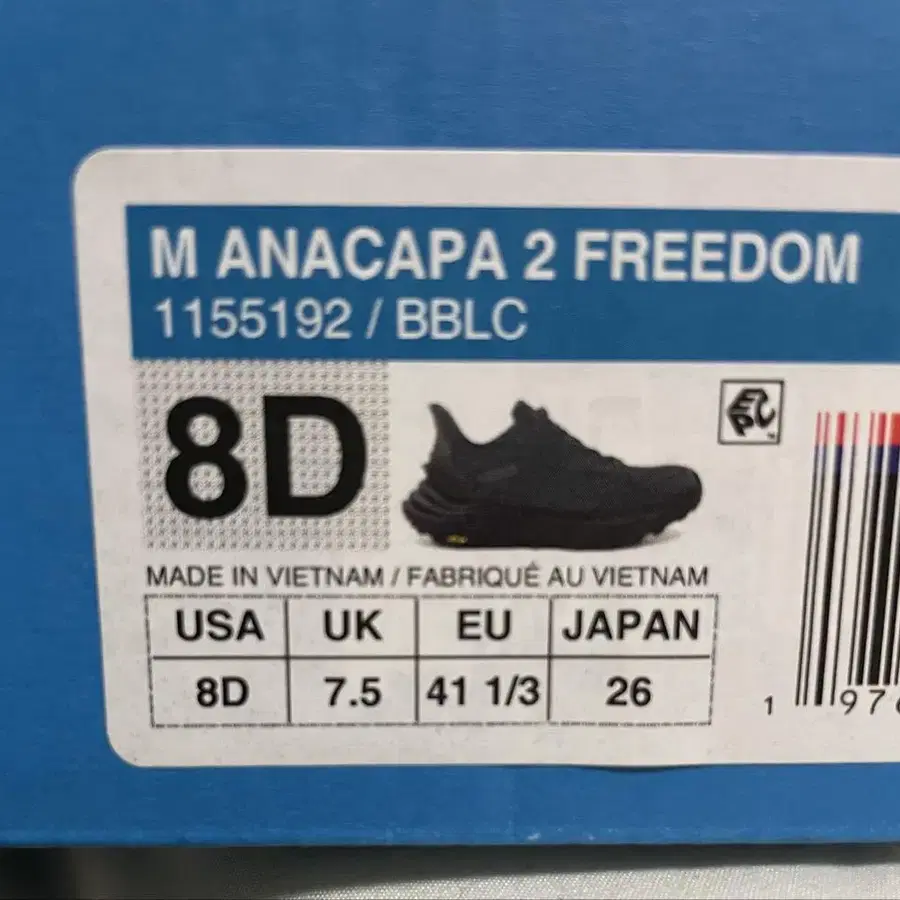 M ANACAPA 2 FREEDOM
1155192 / BBLC
8D
MADE IN VIETNAM / FABRIQUÉ AU VIETNAM
USA UK EU JAPAN
8D 7.5 41 1/3 26
1 976